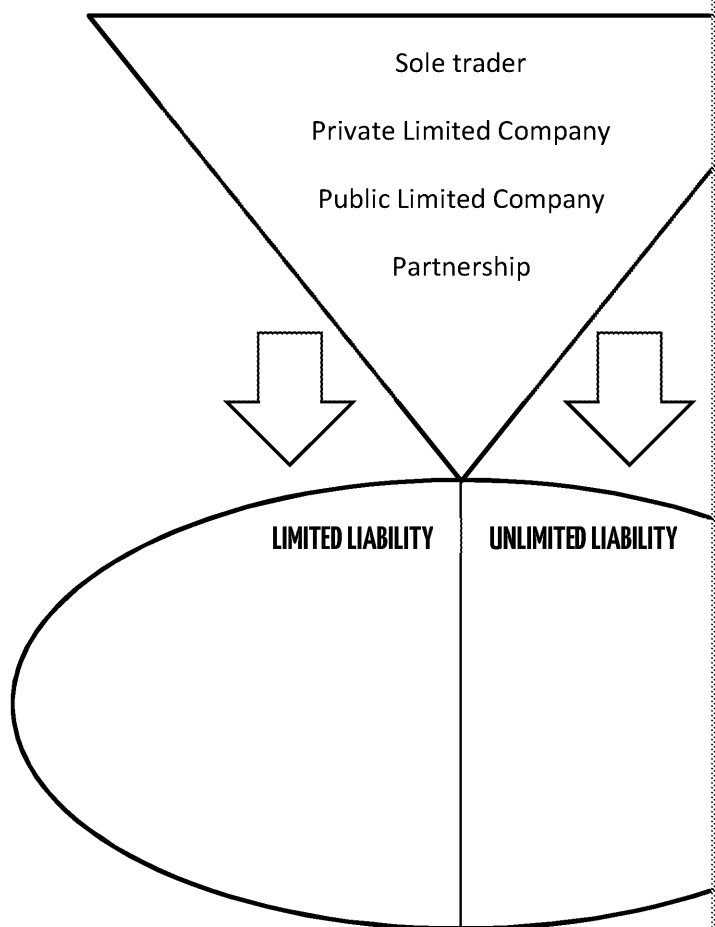 Sole trader
Private Limited Company
Public Limited Company
Partnership
LIMITED LIABILITY
UNLIMITED LIABILITY